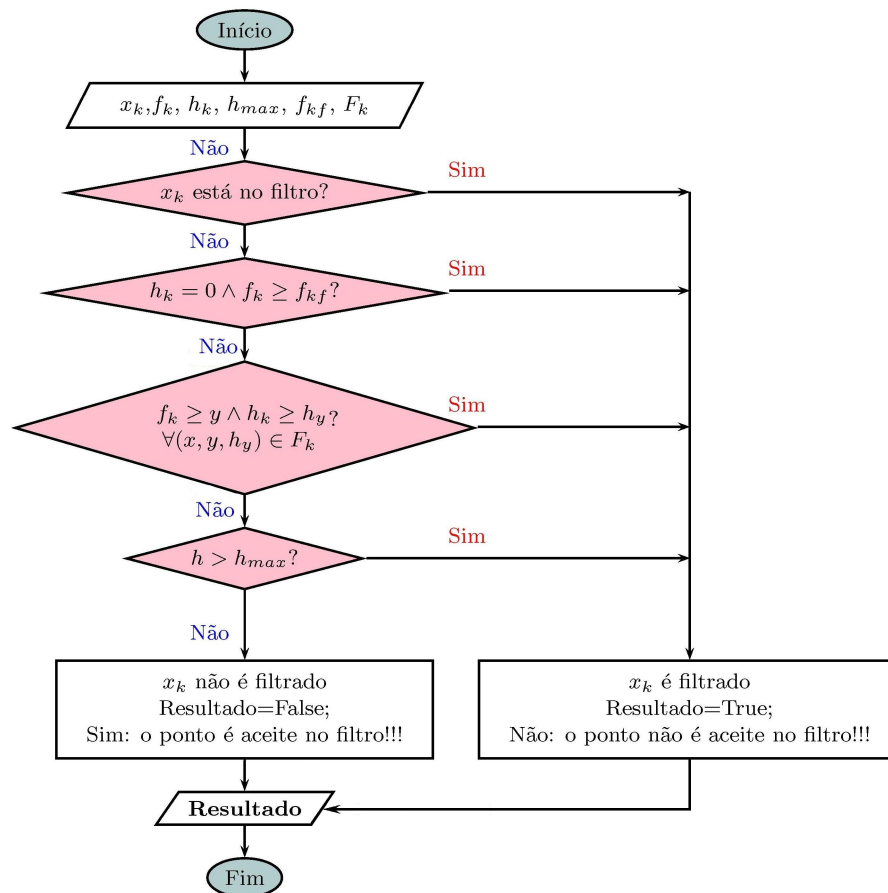 Início
x_k,f_k, h_k, h_max, f_kf, F_k
Não
Sim
x_k está no filtro?
Não
Sim
h_k = 0 ∧ f_k ≥ f_kf?
Não
Sim
f_k ≥ y ∧ h_k ≥ h_y?
∀(x, y, h_y) ∈ F_k
Não
Sim
h > h_max?
Não
x_k não é filtrado
Resultado=False;
Sim: o ponto é aceite no filtro!!!
x_k é filtrado
Resultado=True;
Não: o ponto não é aceite no filtro!!!
Resultado
Fim